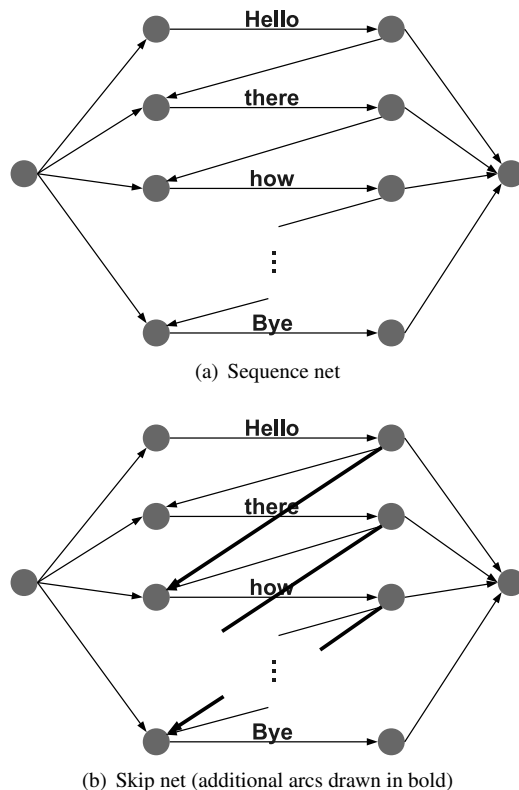 Hello
there
how
⋮
Bye
(a) Sequence net
Hello
there
how
⋮
Bye
(b) Skip net (additional arcs drawn in bold)